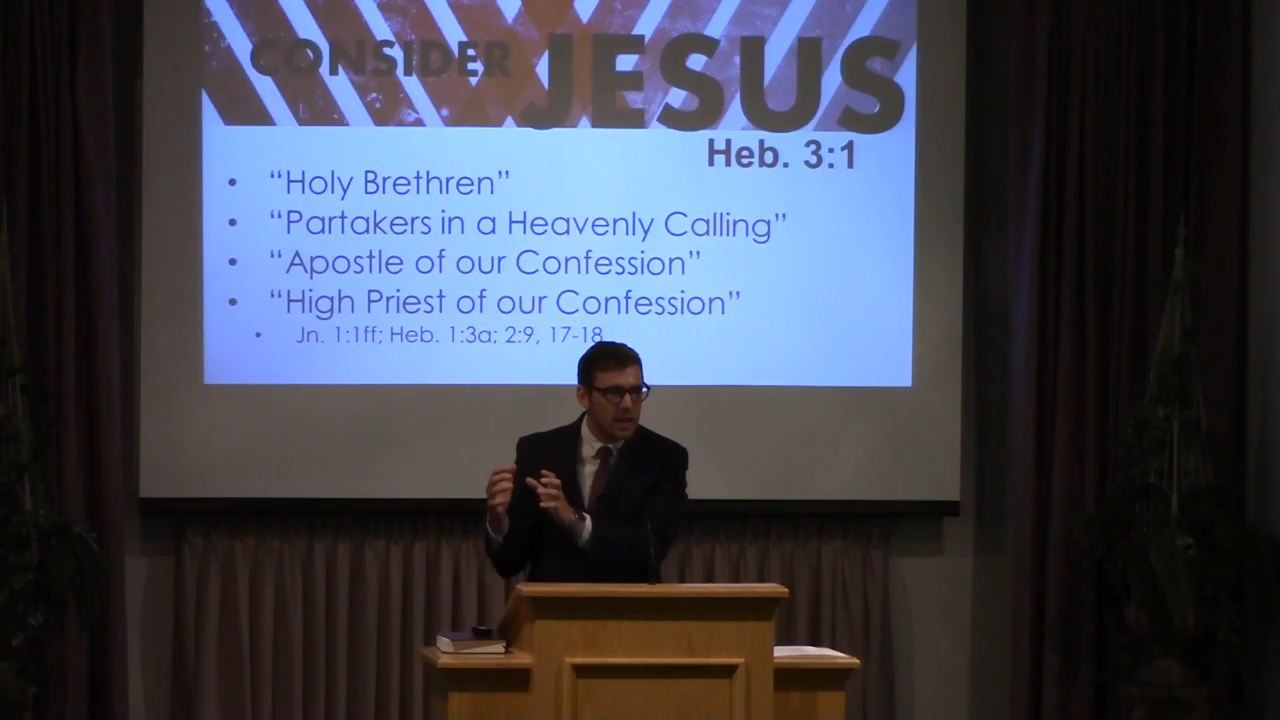 CONSIDER JESUS
Heb. 3:1
• “Holy Brethren”
• “Partakers in a Heavenly Calling”
• “Apostle of our Confession”
• “High Priest of our Confession”
• Jn. 1:1ff; Heb. 1:3a; 2:9, 17-18